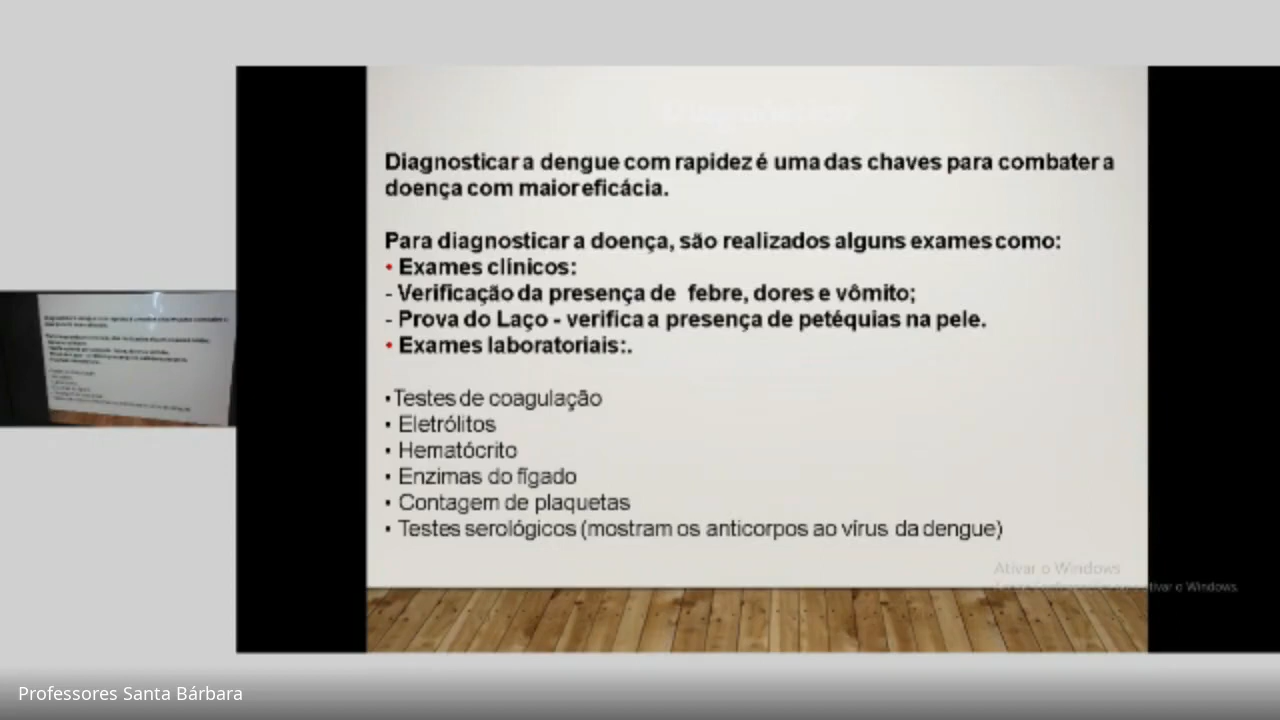 Diagnosticar a dengue com rapidez é uma das chaves para combater a
doença com maior eficácia.
Para diagnosticar a doença, são realizados alguns exames como:
• Exames clínicos:
- Verificação da presença de febre, dores e vômito;
- Prova do Laço - verifica a presença de petéquias na pele.
• Exames laboratoriais:.
• Testes de coagulação
• Eletrólitos
• Hematócrito
• Enzimas do fígado
• Contagem de plaquetas
• Testes serológicos (mostram os anticorpos ao vírus da dengue)
Ativar o Windows
ativar o Windows.
Professores Santa Bárbara